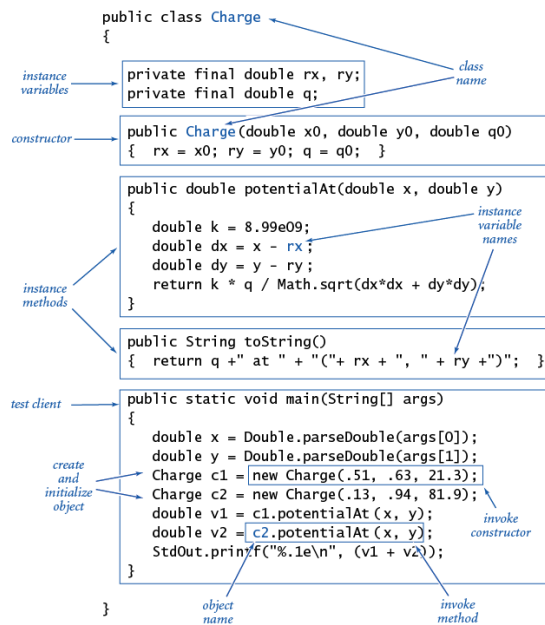 public class Charge
{
class
name
instance
variables
private final double rx, ry;
private final double q;
constructor
public Charge(double x0, double y0, double q0)
{  rx = x0; ry = y0; q = q0;  }
public double potentialAt(double x, double y)
{
double k = 8.99e09;
double dx = x - rx;
double dy = y - ry;
return k * q / Math.sqrt(dx*dx + dy*dy);
}
instance
variable
names
instance
methods
public String toString()
{  return q +" at " + "("+ rx + ", " + ry +")";  }
test client
public static void main(String[] args)
{
double x = Double.parseDouble(args[0]);
double y = Double.parseDouble(args[1]);
Charge c1 = new Charge(.51, .63, 21.3);
Charge c2 = new Charge(.13, .94, 81.9);
double v1 = c1.potentialAt(x, y);
double v2 = c2.potentialAt(x, y);
StdOut.printf("%.1e\n", (v1 + v2));
}
create
and
initialize
object
invoke
constructor
object
name
invoke
method
}